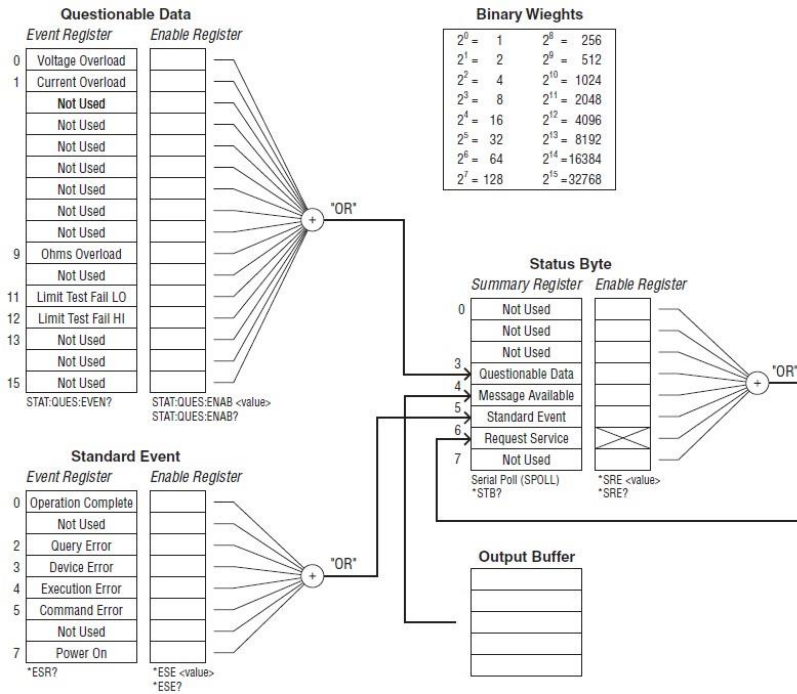 Questionable Data
Event Register Enable Register
0 Voltage Overload
1 Current Overload
Not Used
Not Used
Not Used
Not Used
Not Used
Not Used
Not Used
9 Ohms Overload
Not Used
11 Limit Test Fail LO
12 Limit Test Fail HI
13 Not Used
Not Used
15 Not Used
STAT:QUES:EVEN? STAT:QUES:ENAB <value>
STAT:QUES:ENAB?
+ "OR"
Binary Wieghts
2⁰ = 1 2⁸ = 256
2¹ = 2 2⁹ = 512
2² = 4 2¹⁰ = 1024
2³ = 8 2¹¹ = 2048
2⁴ = 16 2¹² = 4096
2⁵ = 32 2¹³ = 8192
2⁶ = 64 2¹⁴ =16384
2⁷ = 128 2¹⁵ =32768
Status Byte
Summary Register Enable Register
0 Not Used
Not Used
Not Used
3 Questionable Data
4 Message Available
5 Standard Event
6 Request Service
7 Not Used
Serial Poll (SPOLL) *SRE <value>
*STB? *SRE?
+ "OR"
Standard Event
Event Register Enable Register
0 Operation Complete
Not Used
2 Query Error
3 Device Error
4 Execution Error
5 Command Error
Not Used
7 Power On
*ESR? *ESE <value>
*ESE?
+ "OR"
Output Buffer